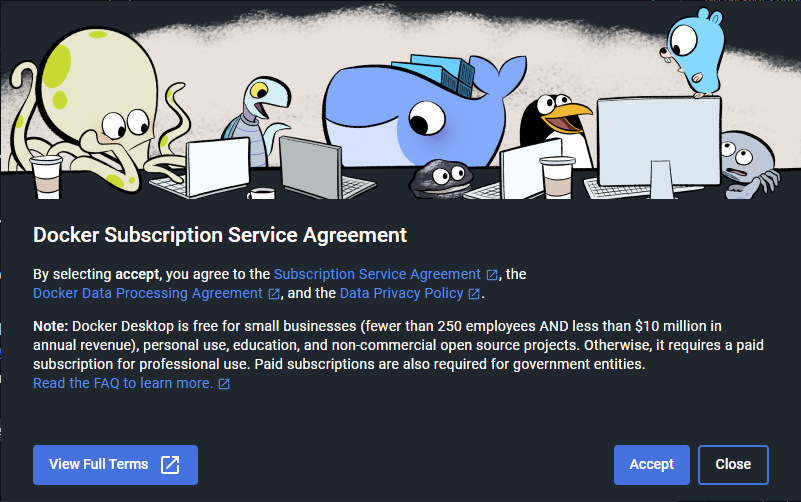 Docker Subscription Service Agreement
By selecting accept, you agree to the Subscription Service Agreement, the
Docker Data Processing Agreement, and the Data Privacy Policy.
Note: Docker Desktop is free for small businesses (fewer than 250 employees AND less than $10 million in
annual revenue), personal use, education, and non-commercial open source projects. Otherwise, it requires a paid
subscription for professional use. Paid subscriptions are also required for government entities.
Read the FAQ to learn more.
View Full Terms Accept Close